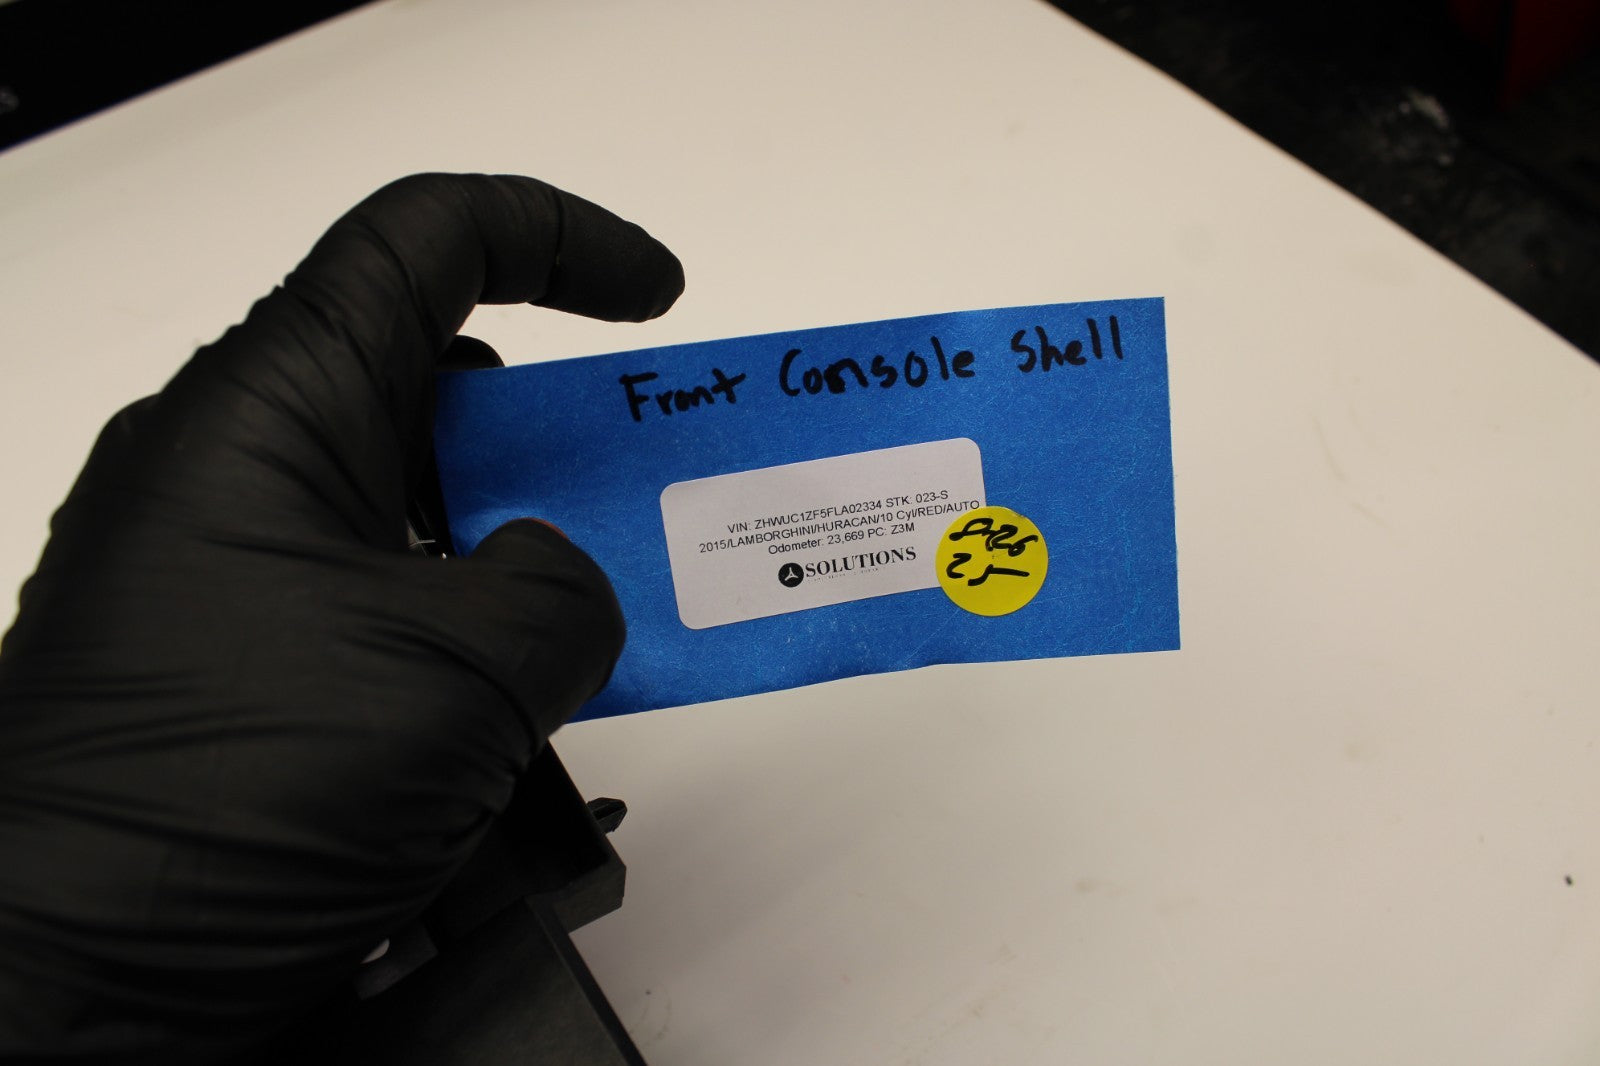 Front Console Shell
VIN: ZHWUC1ZF5FLA02334 STK: 023-S
2015/LAMBORGHINI/HURACAN/10 Cyl/RED/AUTO
Odometer: 23,669 PC: Z3M
SOLUTIONS